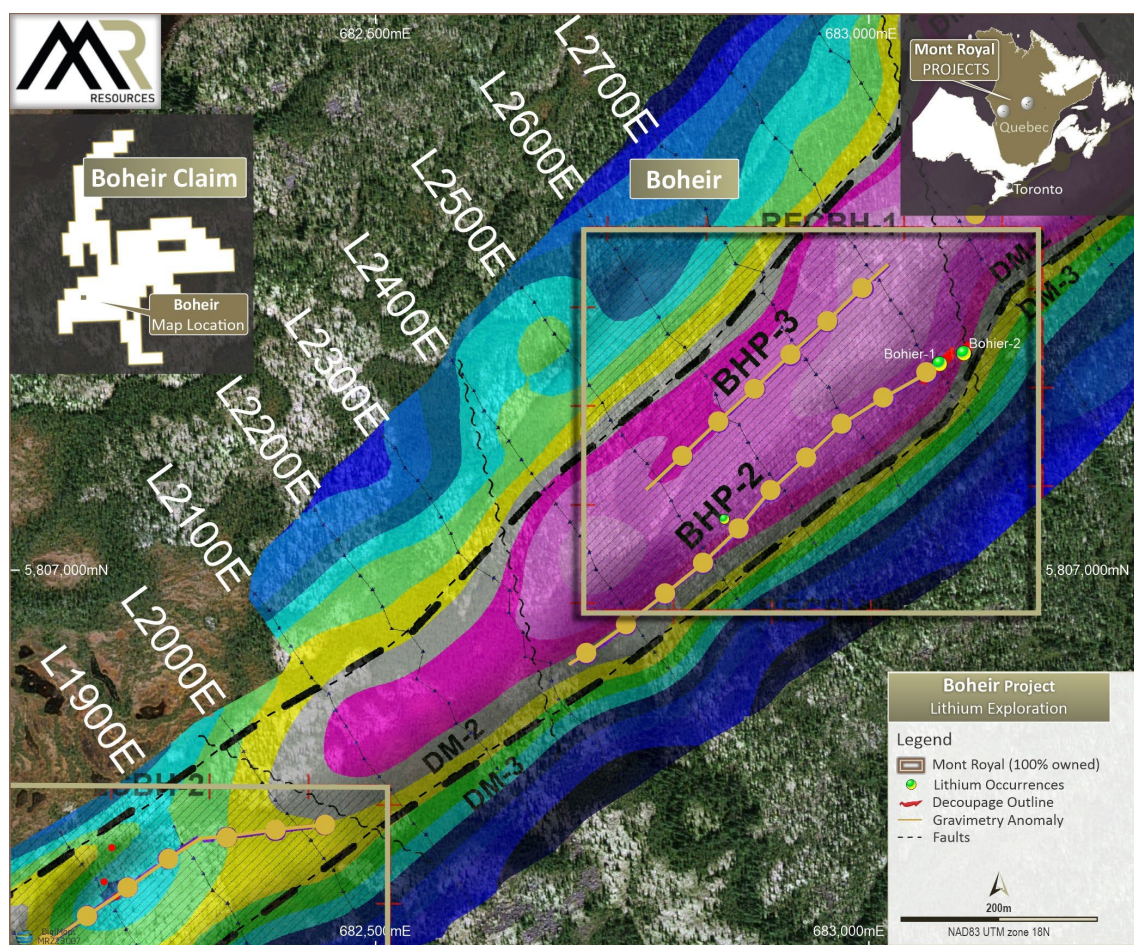 MR
RESOURCES
682,500mE
683,000mE
Mont Royal
PROJECTS
Quebec
Toronto
Boheir Claim
Boheir
Map Location
Boheir
L2700E
L2600E
L2500E
L2400E
L2300E
L2200E
L2100E
L2000E
L1900E
BHP-3
BHP-2
Bohier-1
Bohier-2
DM-3
DM-2
DM-3
5,807,000mN
5,807,000mN
Boheir Project
Lithium Exploration
Legend
Mont Royal (100% owned)
Lithium Occurrences
Decoupage Outline
Gravimetry Anomaly
Faults
200m
NAD83 UTM zone 18N
682,500mE
683,000mE